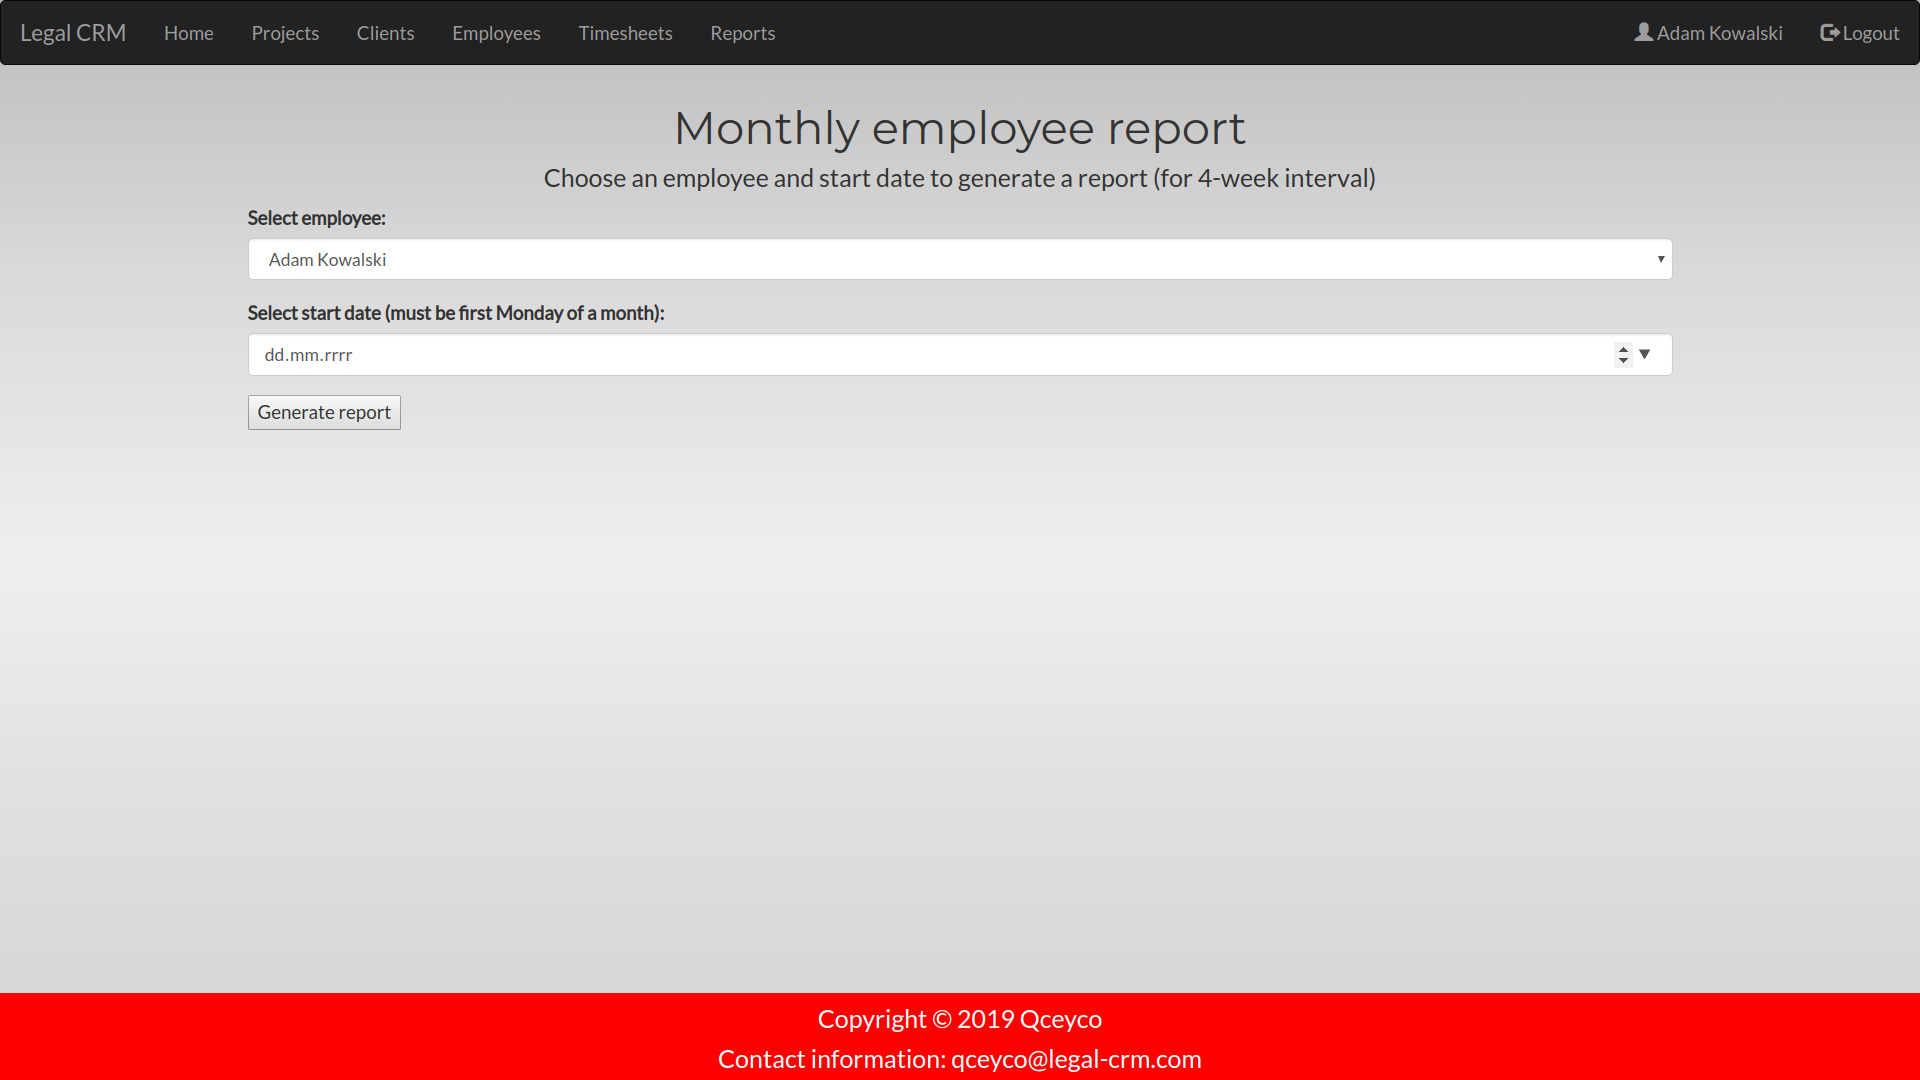 Legal CRM Home Projects Clients Employees Timesheets Reports Adam Kowalski Logout
Monthly employee report
Choose an employee and start date to generate a report (for 4-week interval)
Select employee:
Adam Kowalski
Select start date (must be first Monday of a month):
dd.mm.rrrr
Generate report
Copyright © 2019 Qceyco
Contact information: qceyco@legal-crm.com